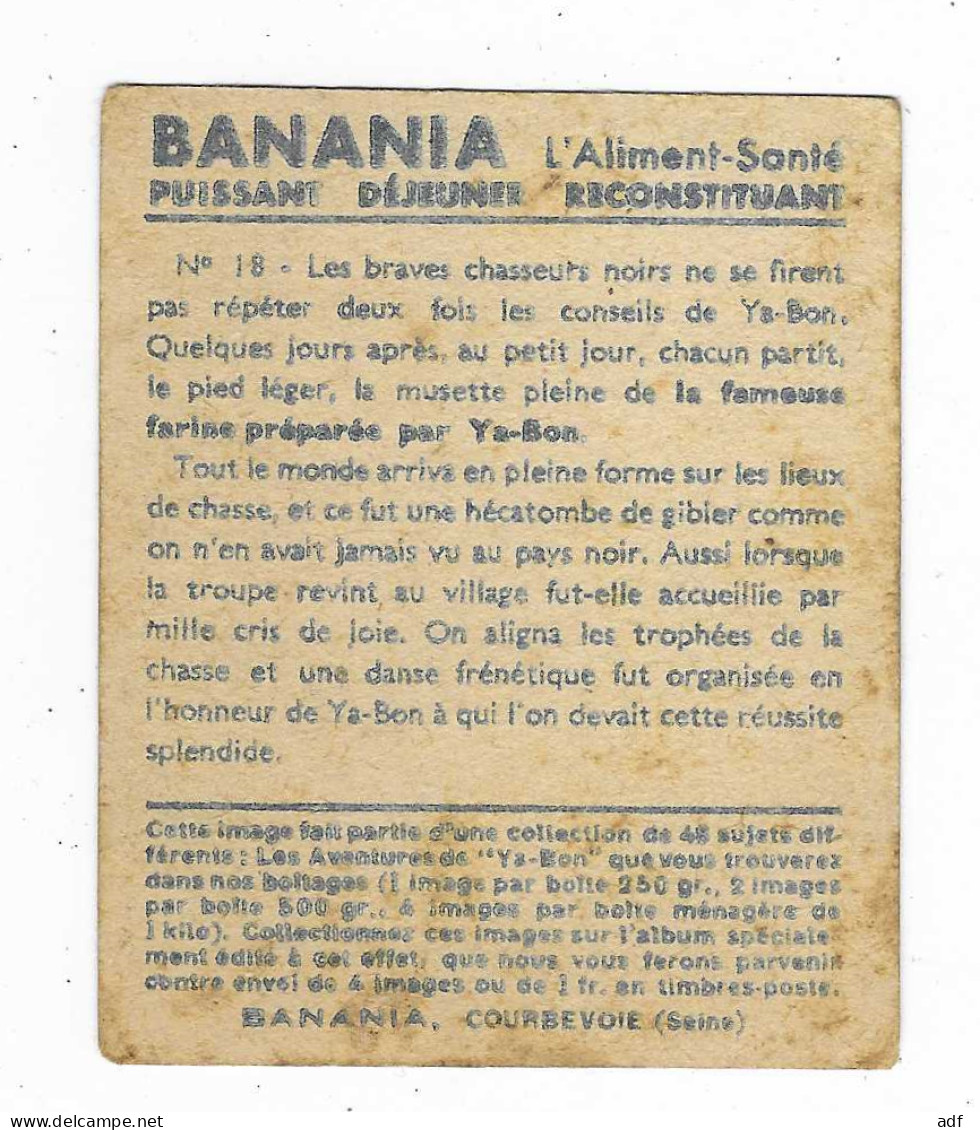 BANANIA L'Aliment-Santé
PUISSANT DÉJEUNER RECONSTITUANT
Nº 18 - Les braves chasseurs noirs ne se firent
pas répéter deux fois les conseils de Ya-Bon.
Quelques jours après, au petit jour, chacun partit,
le pied léger, la musette pleine de la fameuse
farine préparée par Ya-Bon.
Tout le monde arriva en pleine forme sur les lieux
de chasse, et ce fut une hécatombe de gibier comme
on n'en avait jamais vu au pays noir. Aussi lorsque
la troupe revint au village fut-elle accueillie par
mille cris de joie. On aligna les trophées de la
chasse et une danse frénétique fut organisée en
l'honneur de Ya-Bon à qui l'on devait cette réussite
splendide.
Cette image fait partie d'une collection de 48 sujets dif-
férents : Les Aventures de "Ya-Bon" que vous trouverez
dans nos boîtages (1 image par boîte 250 gr., 2 images
par boîte 500 gr., 4 images par boîte ménagère de
1 kilo). Collectionnez ces images sur l'album spéciale
ment édité à cet effet, que nous vous ferons parvenir
contre envoi de 4 images ou de 1 fr. en timbres-poste.
BANANIA, COURBEVOIE (Seine)
www.delcampe.net
adf